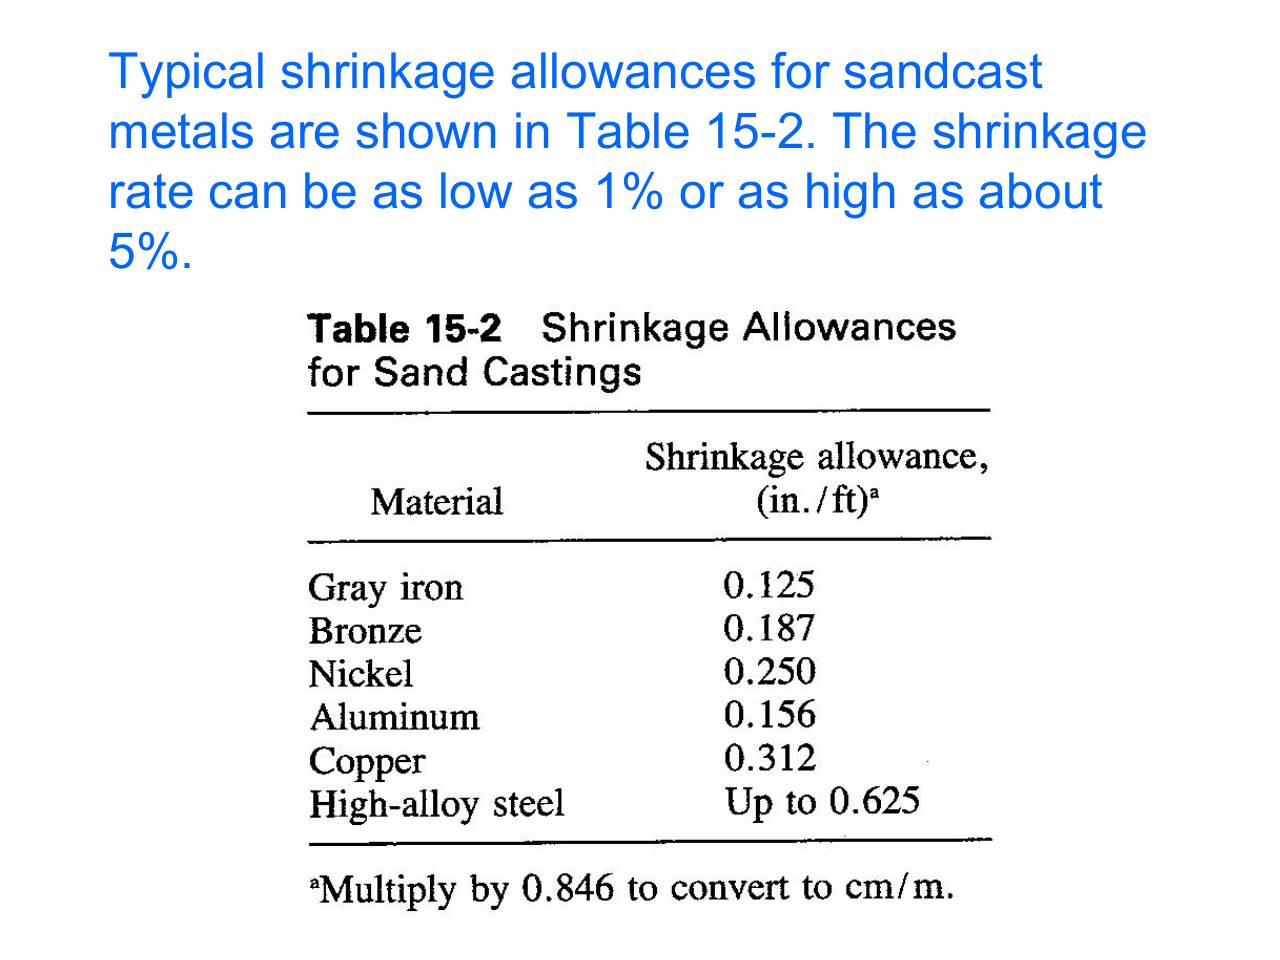 Typical shrinkage allowances for sandcast
metals are shown in Table 15-2. The shrinkage
rate can be as low as 1% or as high as about
5%.
Table 15-2 Shrinkage Allowances
for Sand Castings
Shrinkage allowance,
Material (in./ft)ª
Gray iron 0.125
Bronze 0.187
Nickel 0.250
Aluminum 0.156
Copper 0.312
High-alloy steel Up to 0.625
ªMultiply by 0.846 to convert to cm/m.